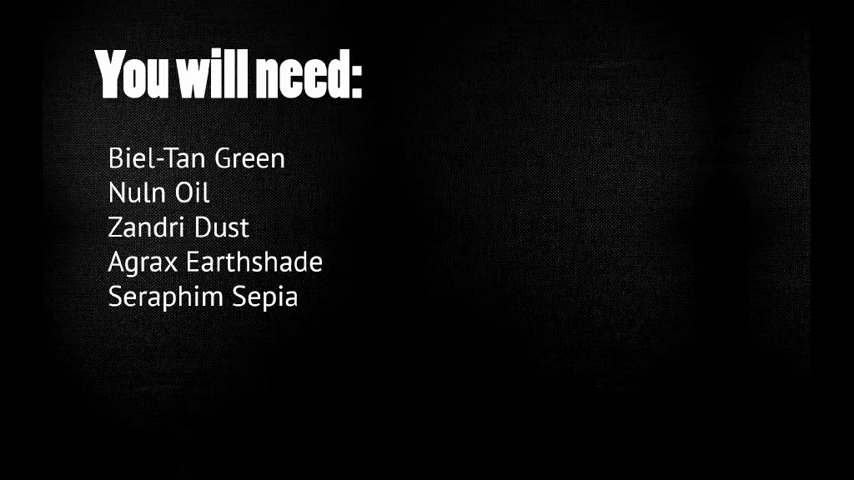 You will need:
Biel-Tan Green
Nuln Oil
Zandri Dust
Agrax Earthshade
Seraphim Sepia